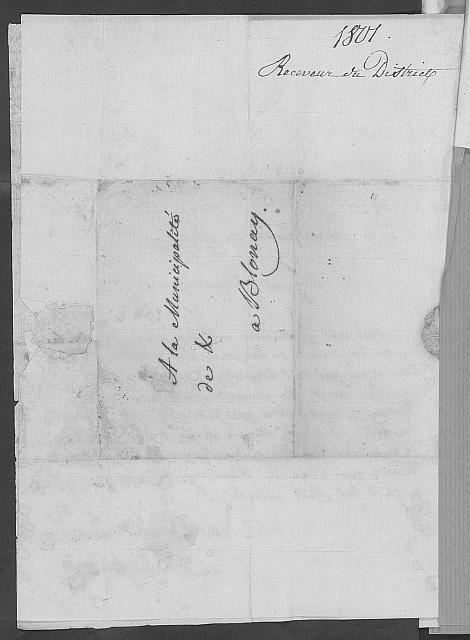 1801.
Receveur du District
A la Municipalité
de &
a Blonay.